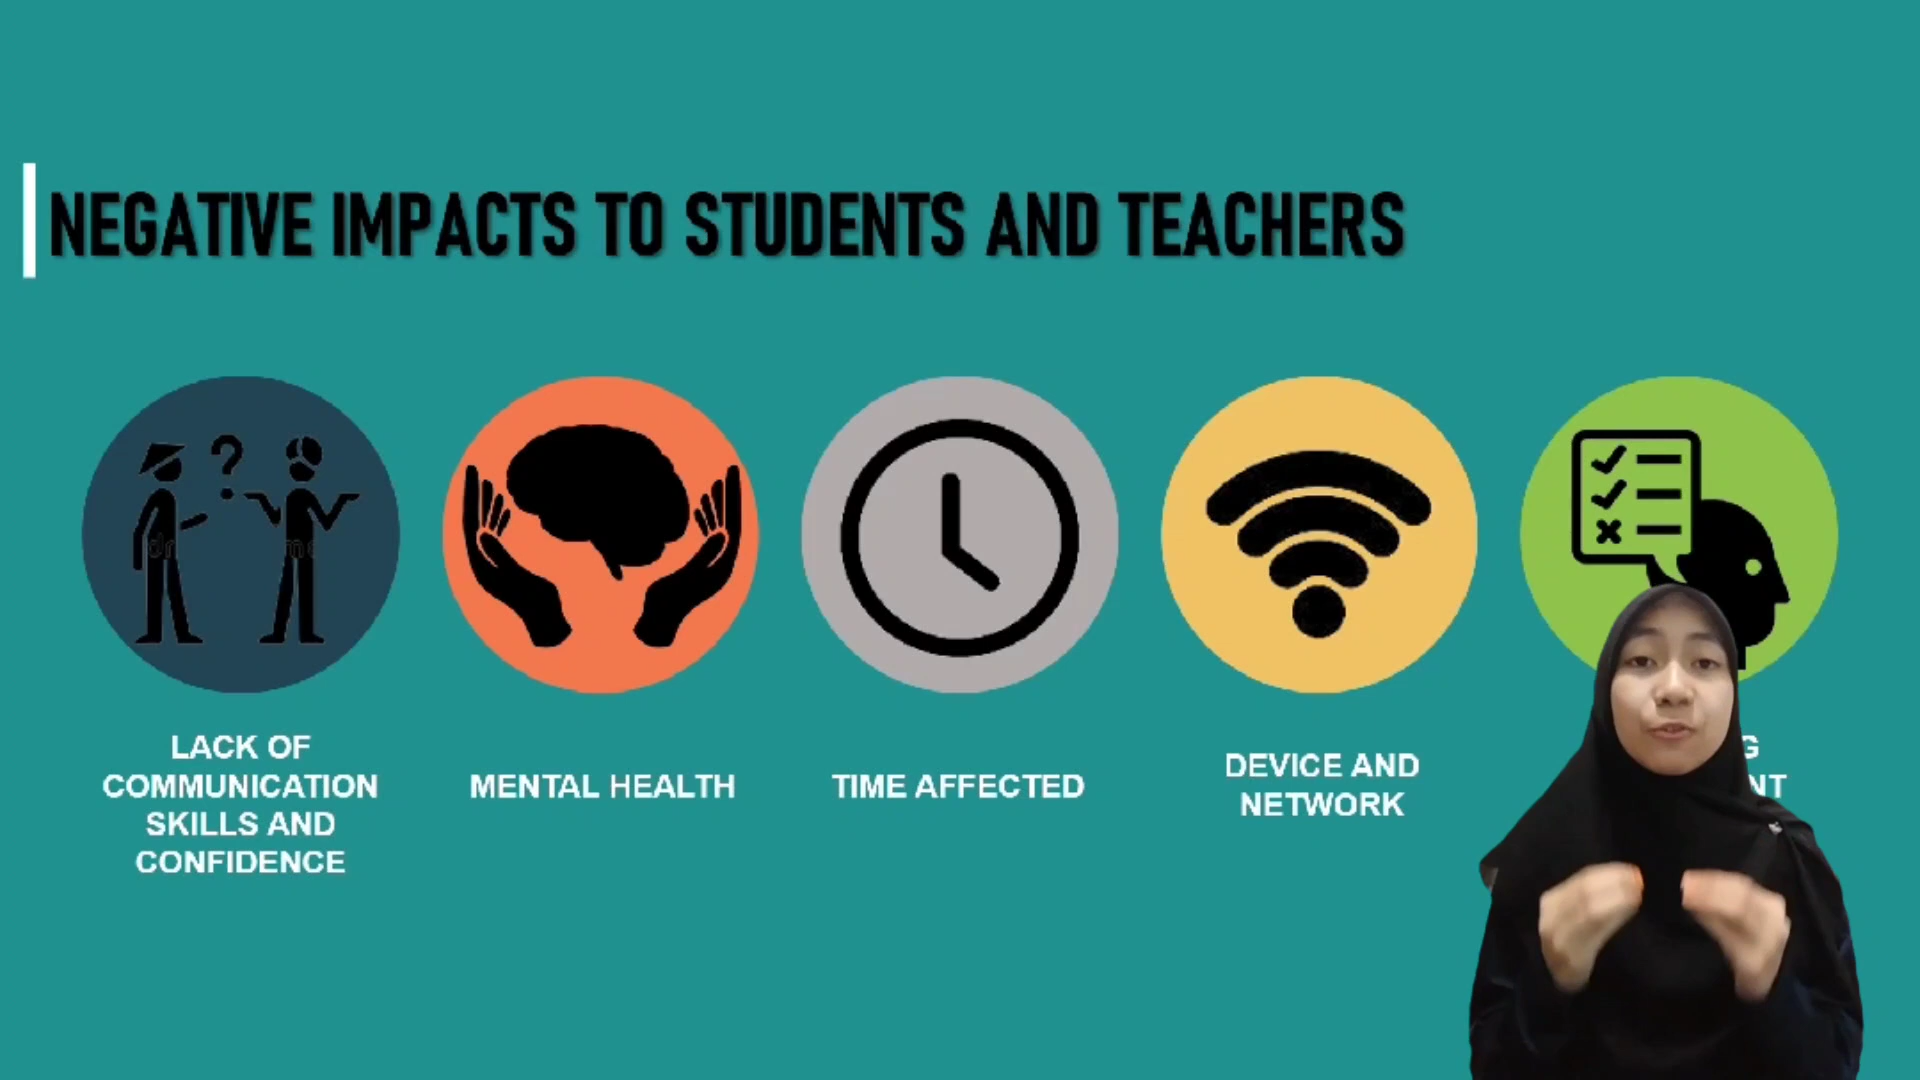 NEGATIVE IMPACTS TO STUDENTS AND TEACHERS
?
LACK OF
COMMUNICATION
SKILLS AND
CONFIDENCE
MENTAL HEALTH
TIME AFFECTED
DEVICE AND
NETWORK